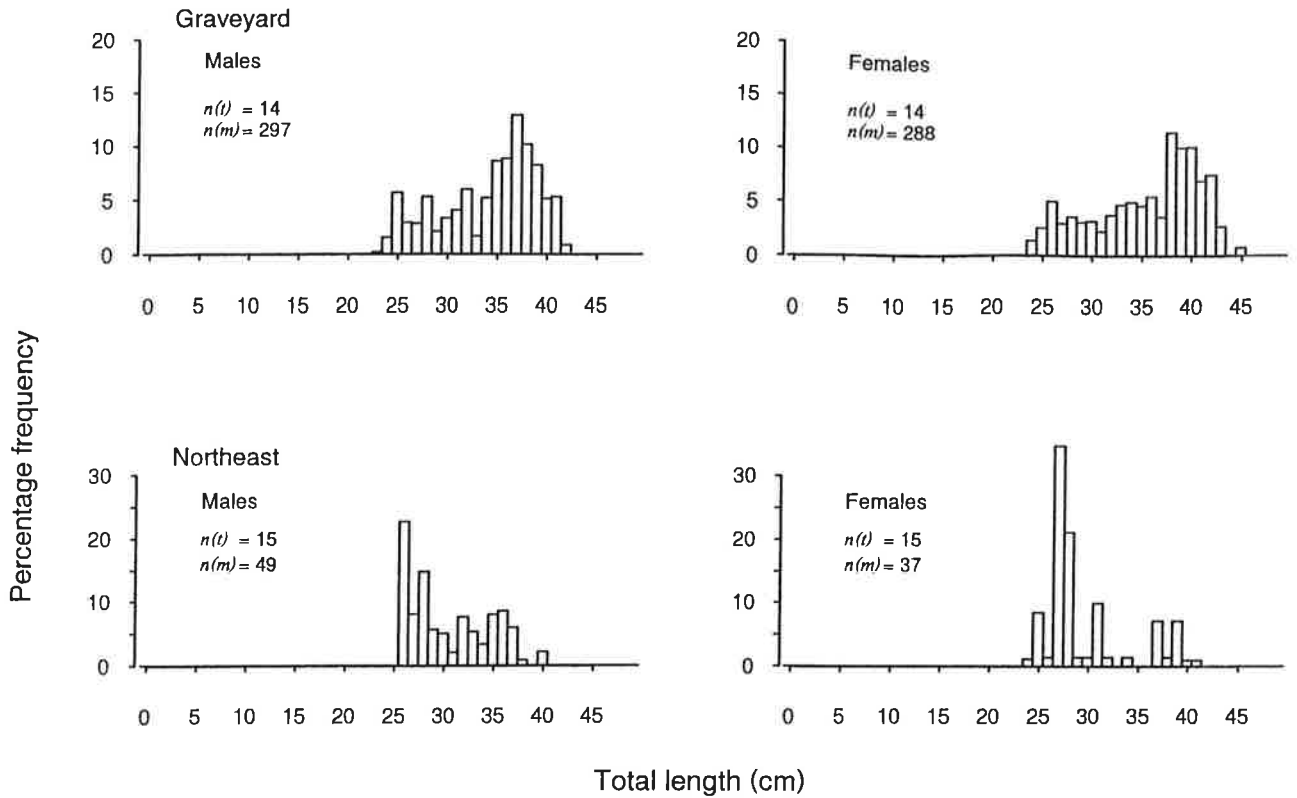 Graveyard
Males
n(t) = 14
n(m) = 297
20
15
10
5
0
0 5 10 15 20 25 30 35 40 45
Females
n(t) = 14
n(m) = 288
20
15
10
5
0
0 5 10 15 20 25 30 35 40 45
Percentage frequency
Northeast
Males
n(t) = 15
n(m) = 49
30
20
10
0
0 5 10 15 20 25 30 35 40 45
Females
n(t) = 15
n(m) = 37
30
20
10
0
0 5 10 15 20 25 30 35 40 45
Total length (cm)